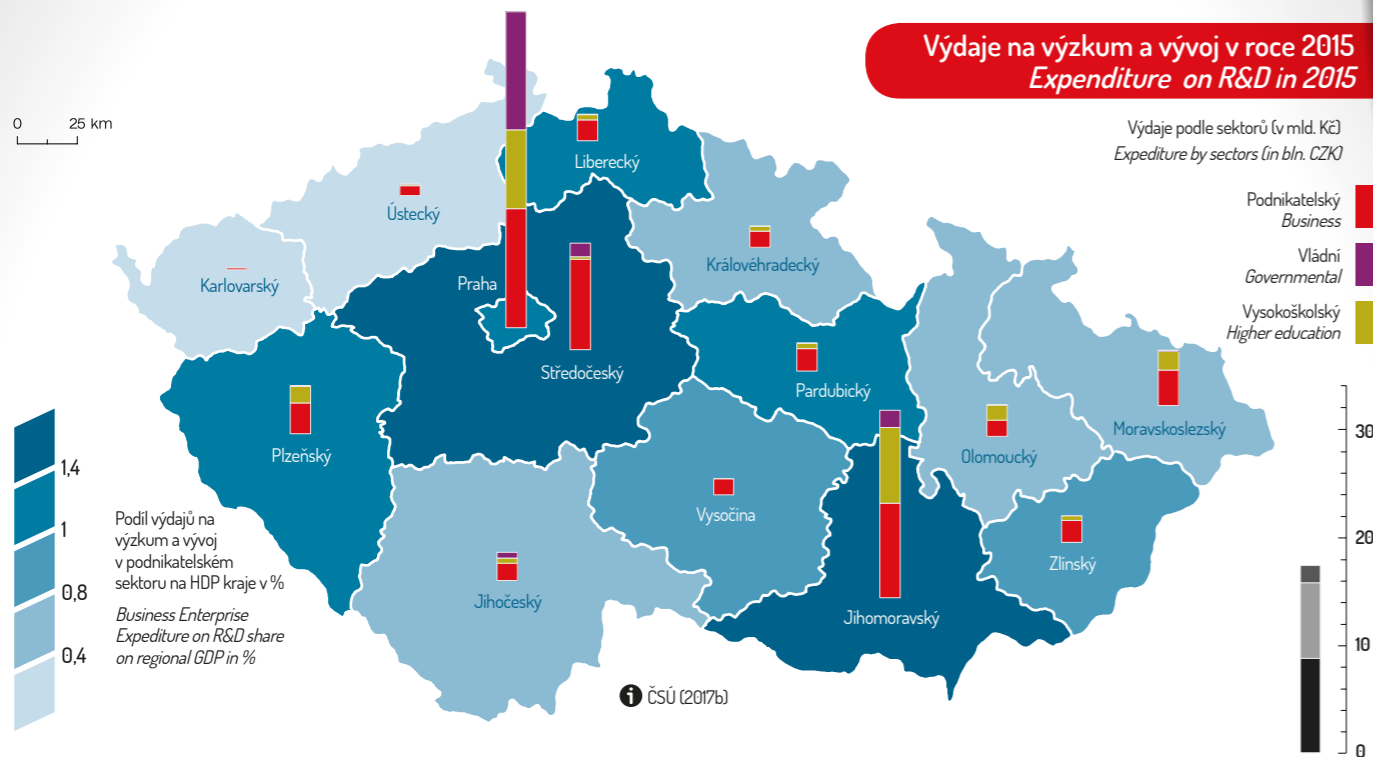 Výdaje na výzkum a vývoj v roce 2015
Expenditure on R&D in 2015
0 25 km
Výdaje podle sektorů (v mld. Kč)
Expediture by sectors (in bln. CZK)
Podnikatelský
Business
Vládní
Governmental
Vysokoškolský
Higher education
Liberecký
Ústecký
Karlovarský
Praha
Královéhradecký
Středočeský
Pardubický
Plzeňský
Moravskoslezský
Olomoucký
Vysočina
Zlínský
Jihočeský
Jihomoravský
1,4
1
0,8
0,4
Podíl výdajů na
výzkum a vývoj
v podnikatelském
sektoru na HDP kraje v %
Business Enterprise
Expediture on R&D share
on regional GDP in %
i ČSÚ (2017b)
30
20
10
0